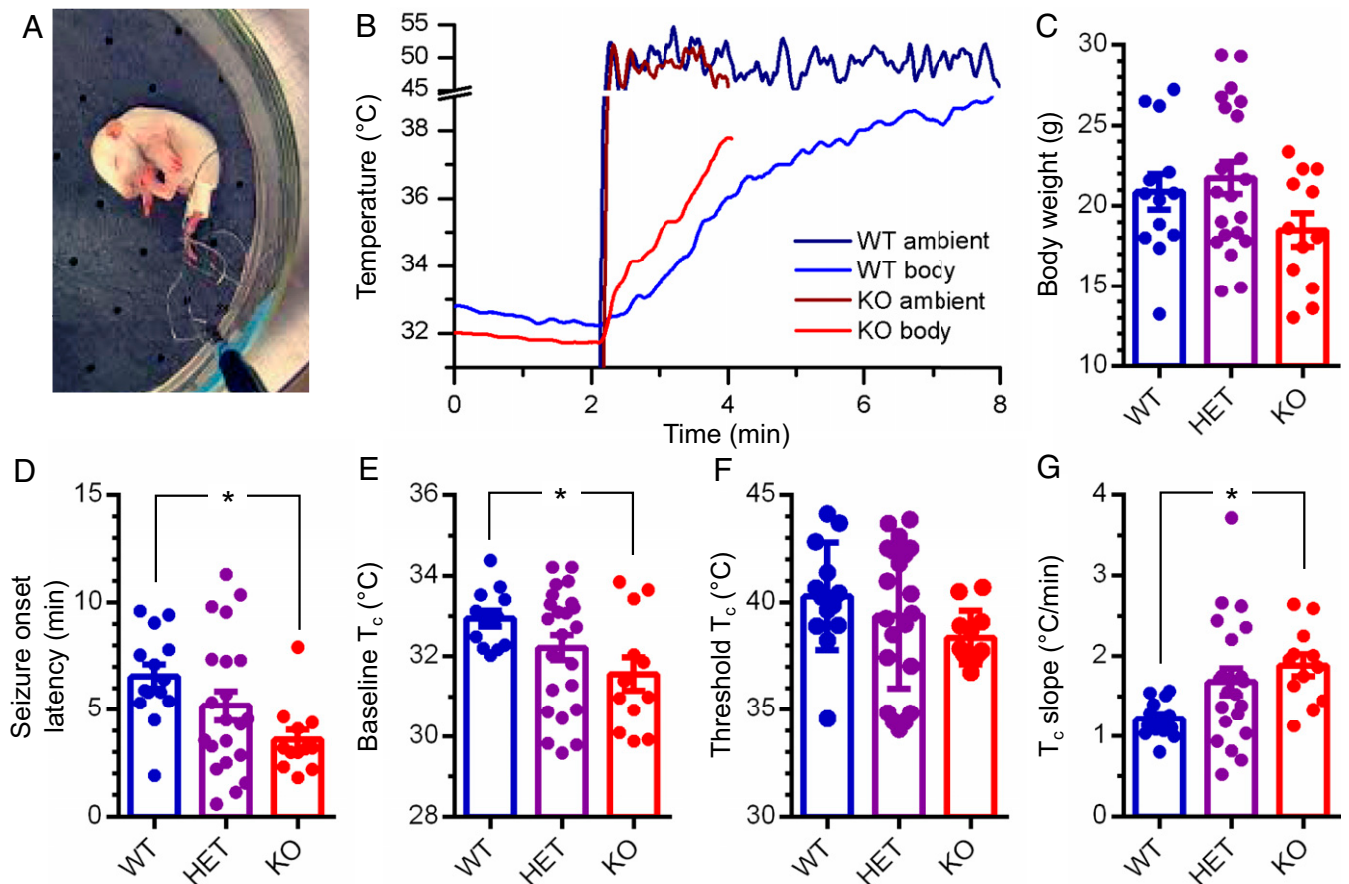 A
B
Temperature (°C)
55
50
45
38
36
34
32
0
2
4
6
8
Time (min)
WT ambient
WT body
KO ambient
KO body
C
Body weight (g)
30
25
20
15
10
WT
HET
KO
D
Seizure onset
latency (min)
15
10
5
0
*
WT
HET
KO
E
Baseline Tc (°C)
36
34
32
30
28
*
WT
HET
KO
F
Threshold Tc (°C)
45
40
35
30
WT
HET
KO
G
Tc slope (°C/min)
4
3
2
1
0
*
WT
HET
KO